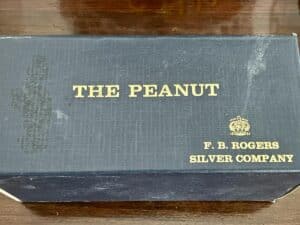 THE PEANUT
F. B. ROGERS
SILVER COMPANY